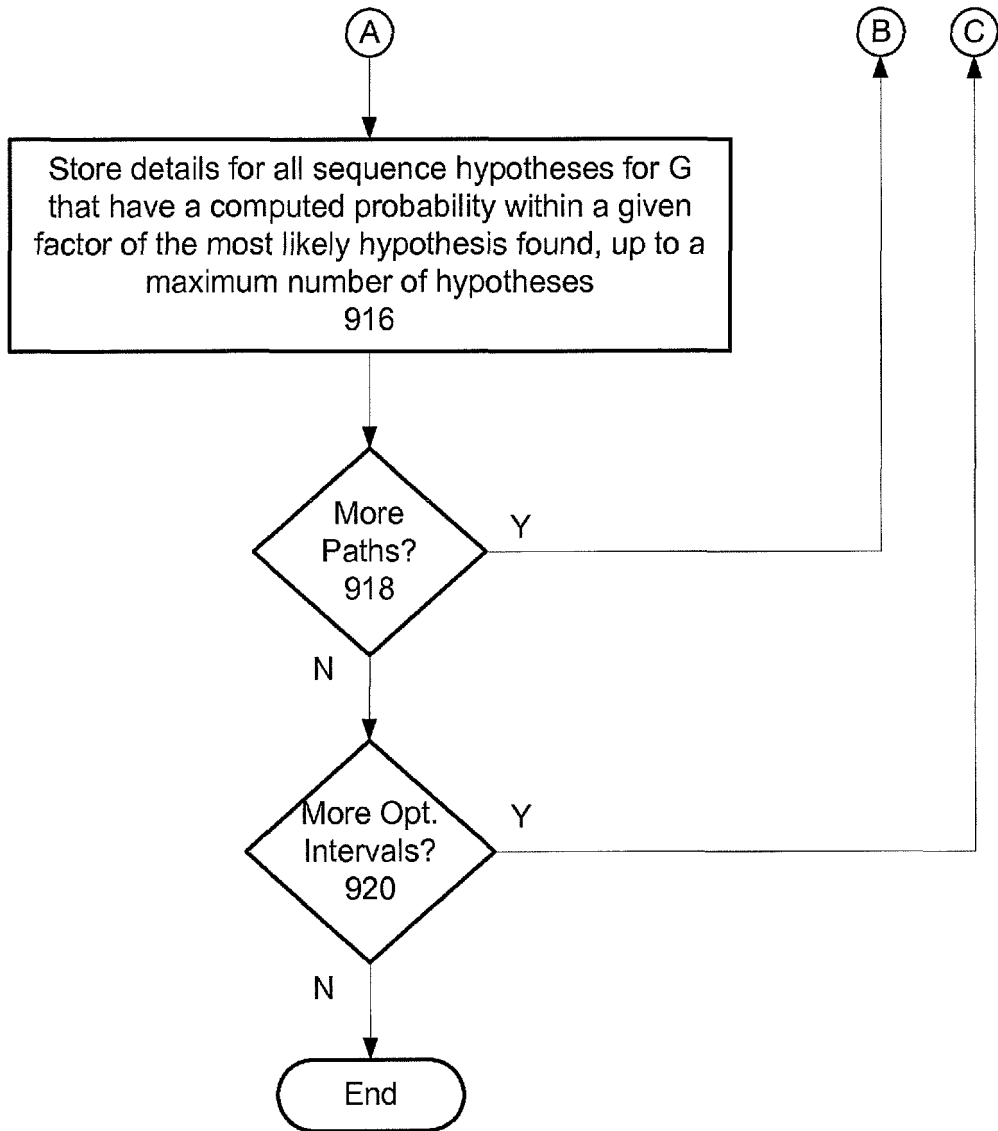 A
B
C
Store details for all sequence hypotheses for G
that have a computed probability within a given
factor of the most likely hypothesis found, up to a
maximum number of hypotheses
916
More
Paths?
918
Y
N
More Opt.
Intervals?
920
Y
N
End